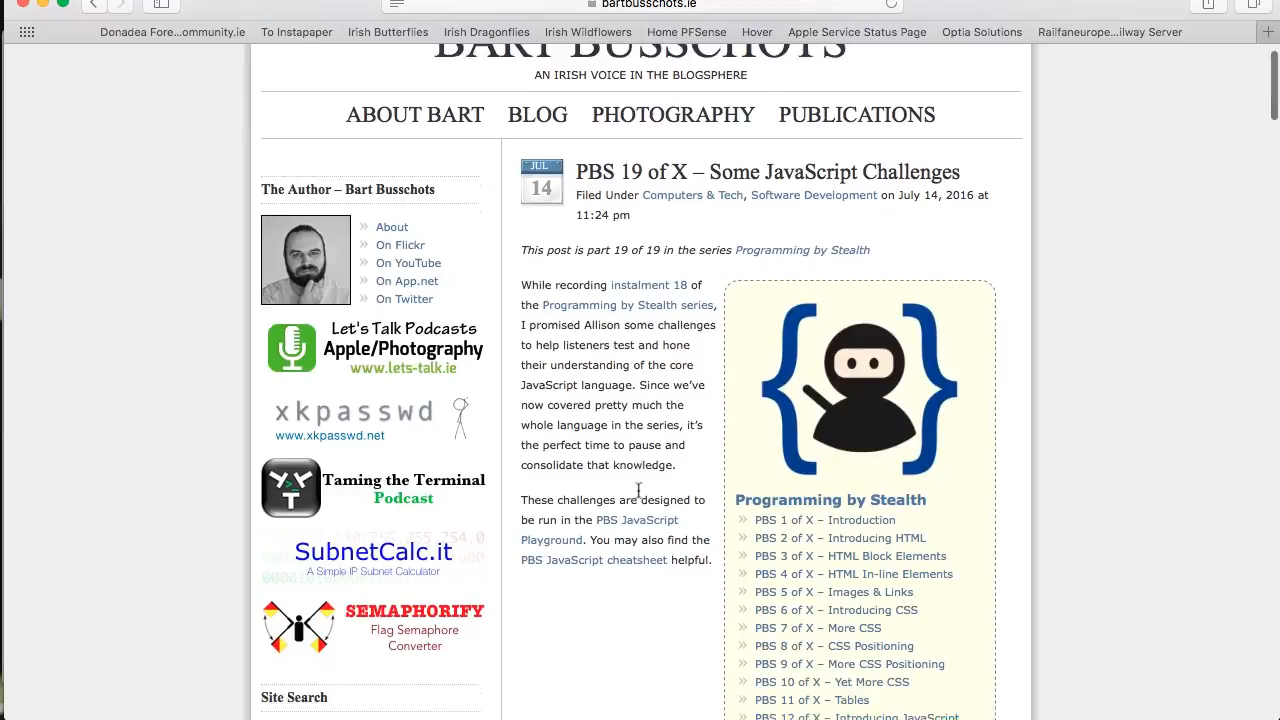 bartbusschots.ie
Donadea Fore...ommunity.ie To Instapaper Irish Butterflies Irish Dragonflies Irish Wildflowers Home PFSense Hover Apple Service Status Page Optia Solutions Railfaneurope...ilway Server
BART BUSSCHOTS
AN IRISH VOICE IN THE BLOGSPHERE
ABOUT BART BLOG PHOTOGRAPHY PUBLICATIONS
The Author – Bart Busschots
About
On Flickr
On YouTube
On App.net
On Twitter
Let's Talk Podcasts
Apple/Photography
www.lets-talk.ie
xkpasswd
www.xkpasswd.net
Taming the Terminal
Podcast
SubnetCalc.it
A Simple IP Subnet Calculator
SEMAPHORIFY
Flag Semaphore
Converter
Site Search
JUL
14
PBS 19 of X – Some JavaScript Challenges
Filed Under Computers & Tech, Software Development on July 14, 2016 at
11:24 pm
This post is part 19 of 19 in the series Programming by Stealth
While recording instalment 18 of
the Programming by Stealth series,
I promised Allison some challenges
to help listeners test and hone
their understanding of the core
JavaScript language. Since we've
now covered pretty much the
whole language in the series, it's
the perfect time to pause and
consolidate that knowledge.
These challenges are designed to
be run in the PBS JavaScript
Playground. You may also find the
PBS JavaScript cheatsheet helpful.
Programming by Stealth
PBS 1 of X – Introduction
PBS 2 of X – Introducing HTML
PBS 3 of X – HTML Block Elements
PBS 4 of X – HTML In-line Elements
PBS 5 of X – Images & Links
PBS 6 of X – Introducing CSS
PBS 7 of X – More CSS
PBS 8 of X – CSS Positioning
PBS 9 of X – More CSS Positioning
PBS 10 of X – Yet More CSS
PBS 11 of X – Tables
PBS 12 of X – Introducing JavaScript